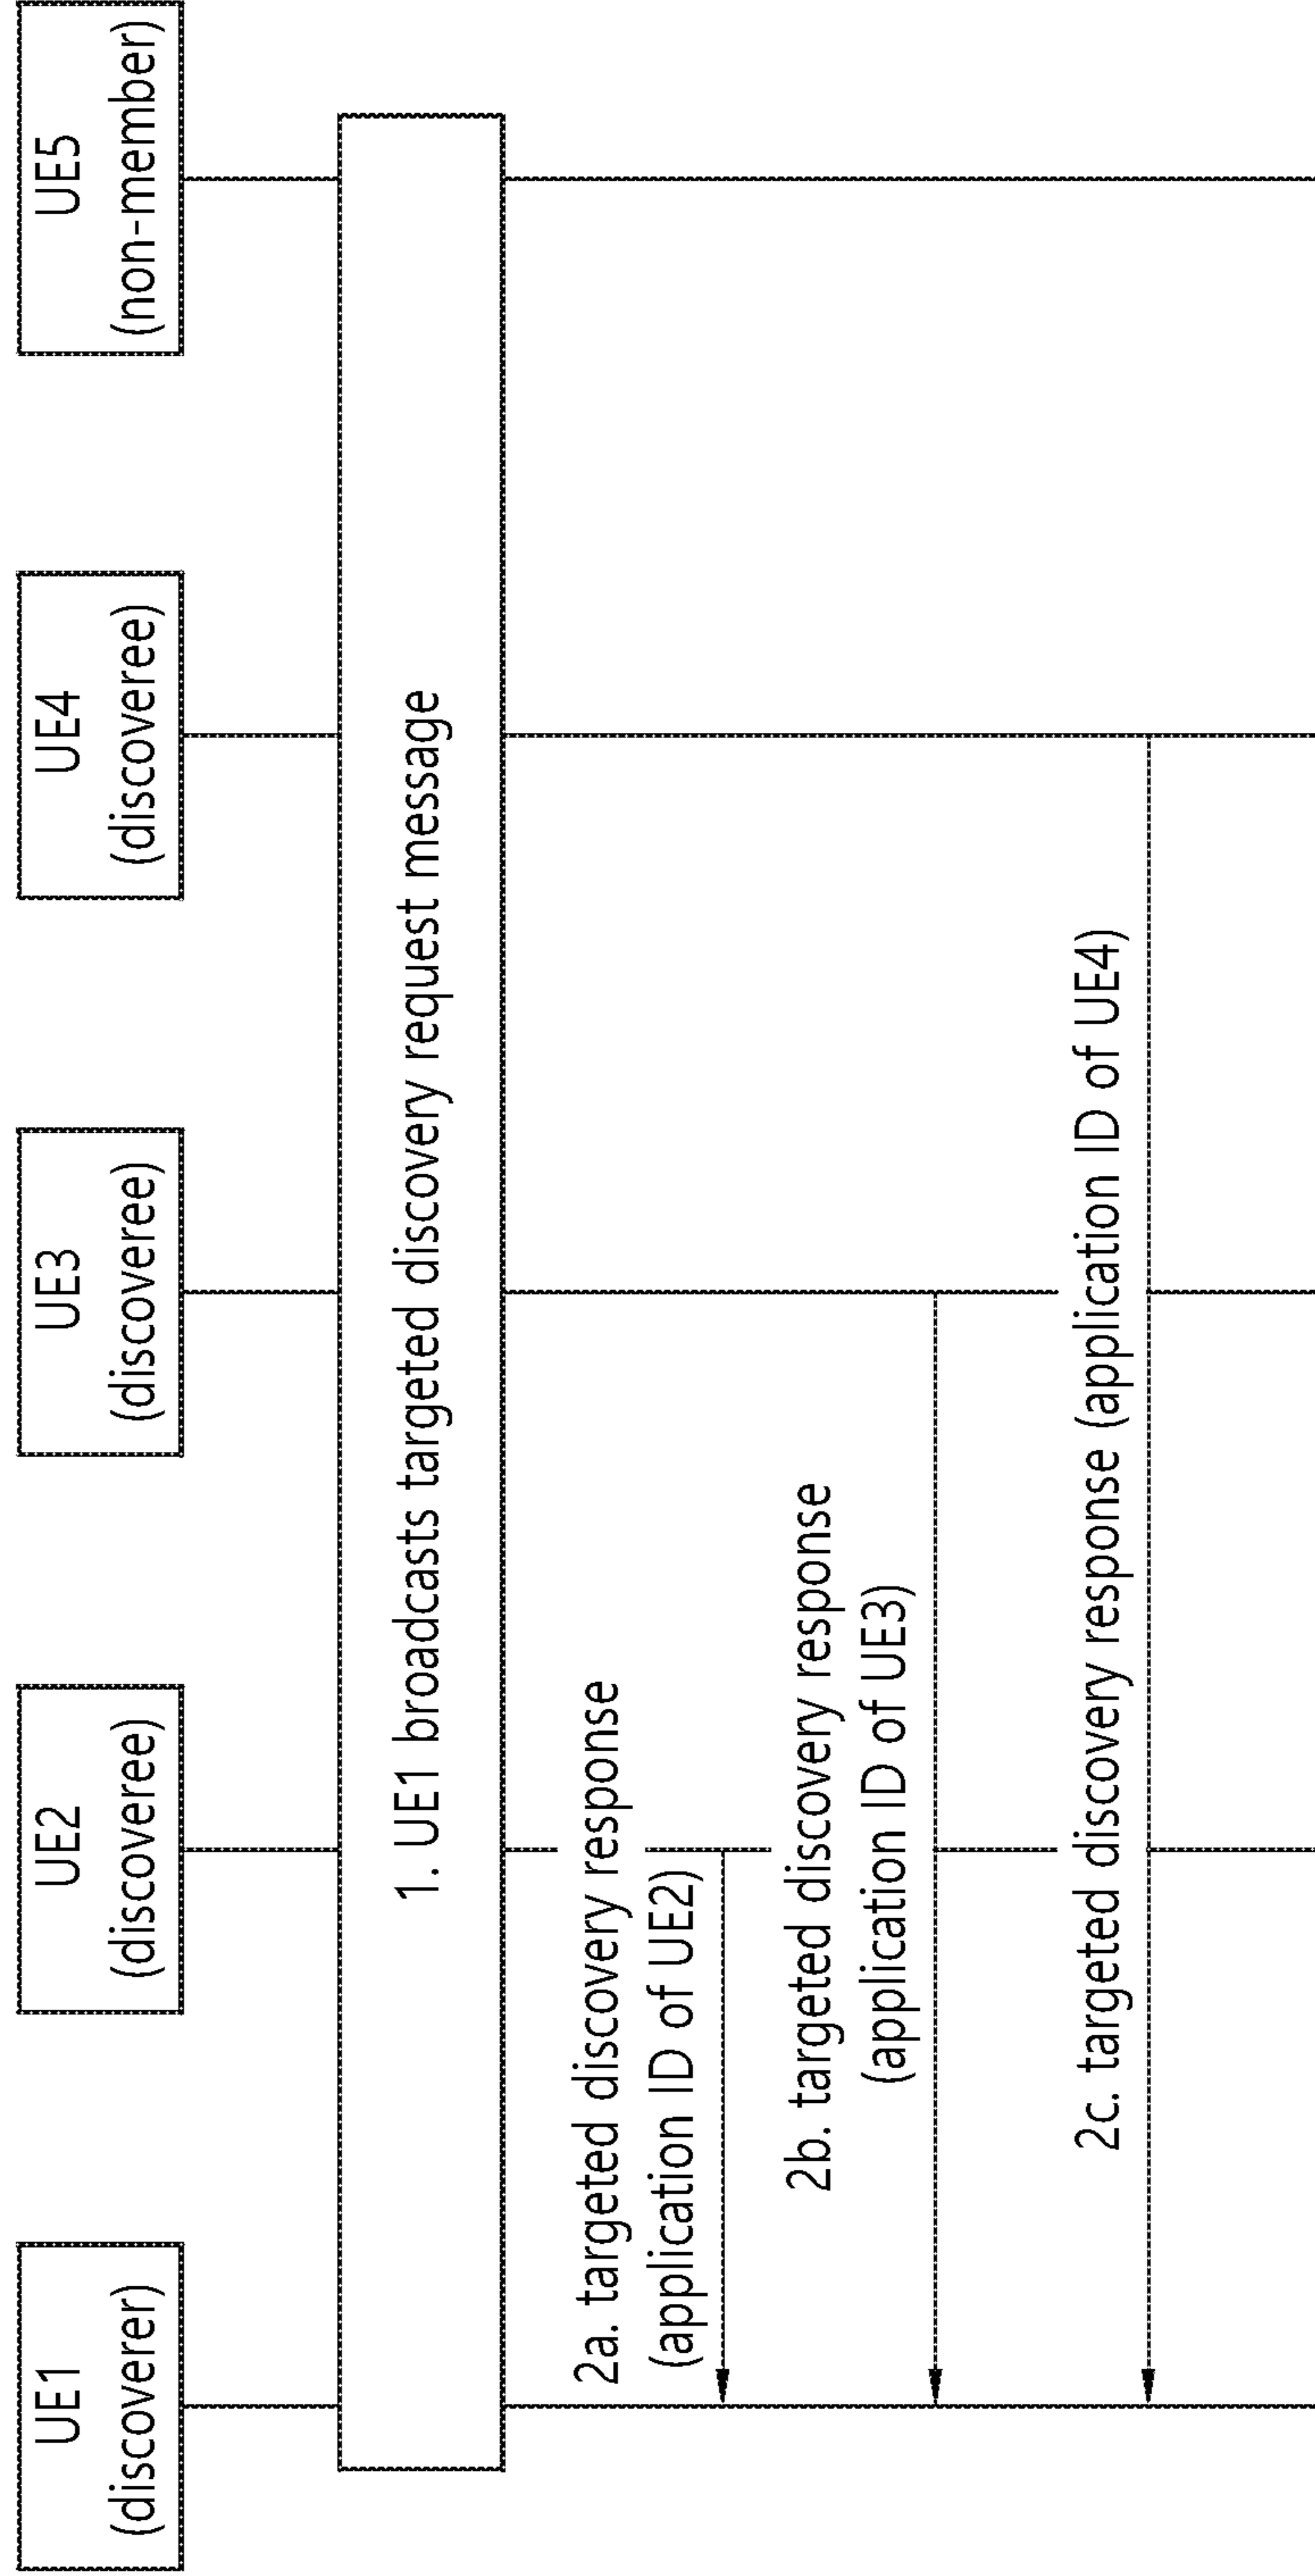 UE1
(discoverer)
UE2
(discoveree)
UE3
(discoveree)
UE4
(discoveree)
UE5
(non-member)
1. UE1 broadcasts targeted discovery request message
2a. targeted discovery response
(application ID of UE2)
2b. targeted discovery response
(application ID of UE3)
2c. targeted discovery response (application ID of UE4)